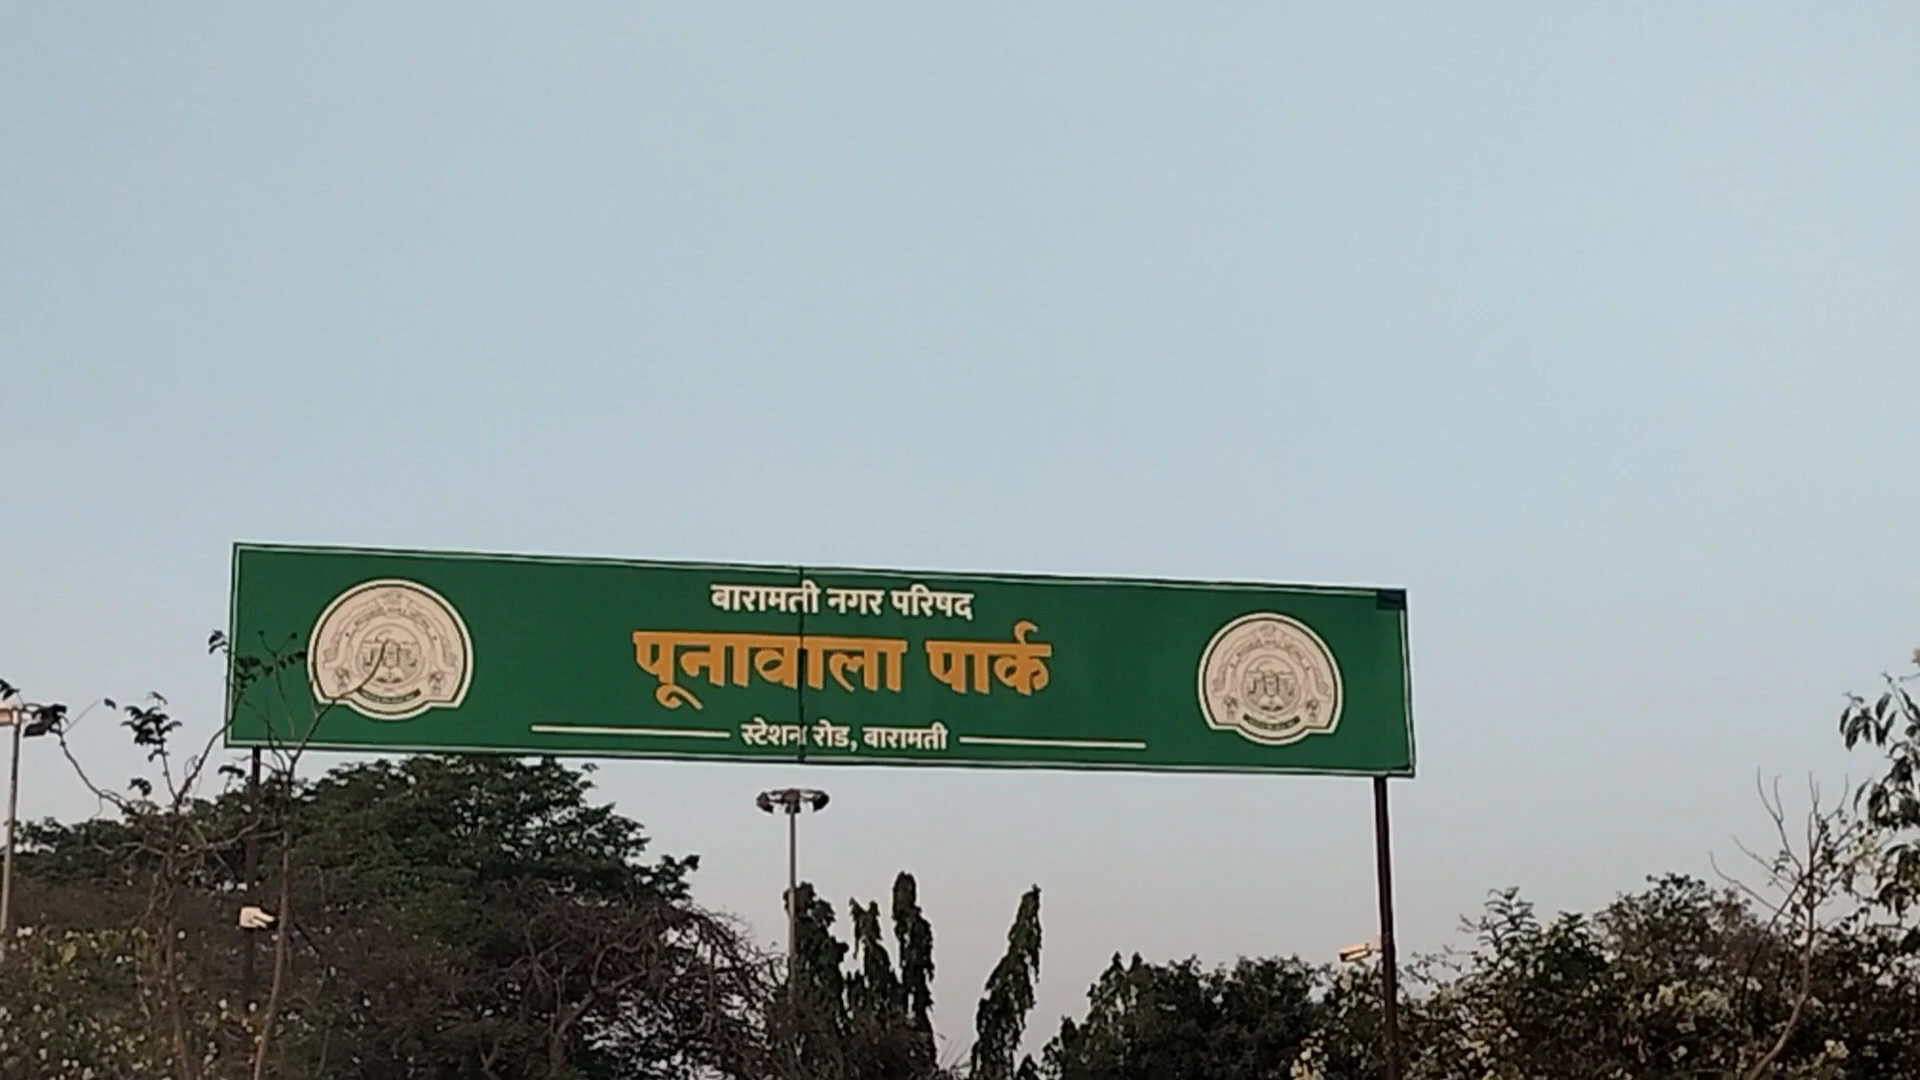 बारामती नगर परिषद
पूनावाला पार्क
स्टेशन रोड, बारामती